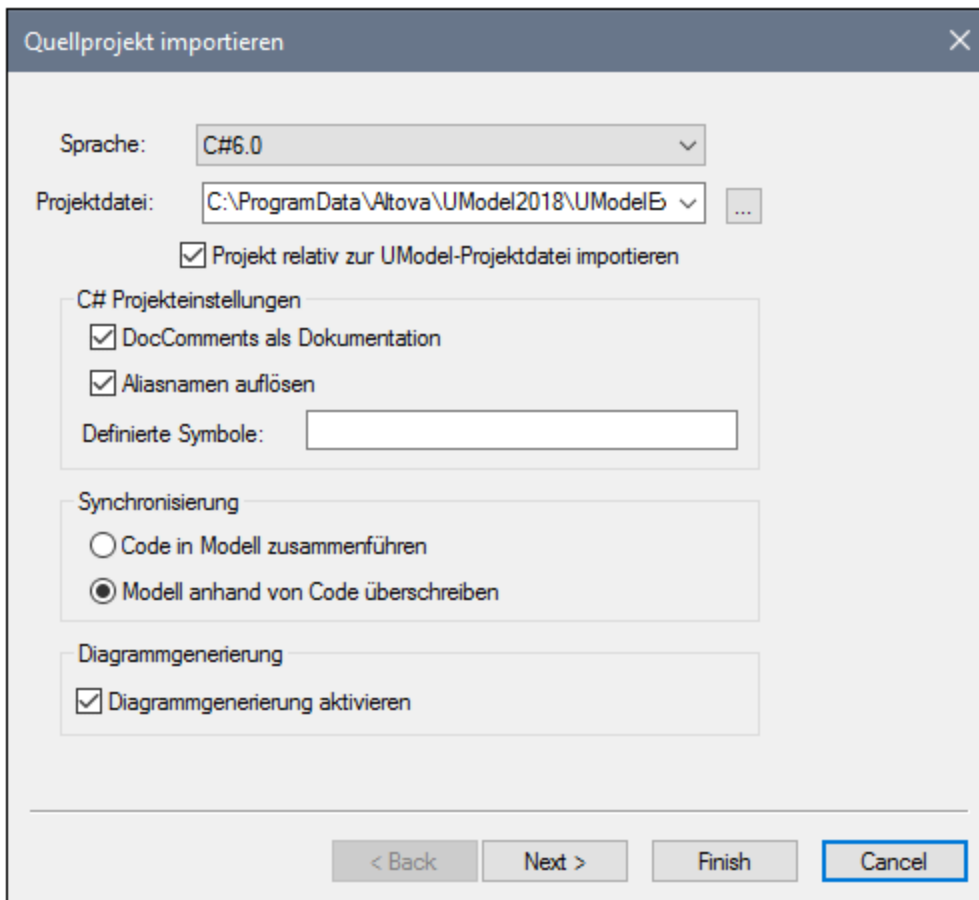 Quellprojekt importieren
Sprache: C#6.0
Projektdatei: C:\ProgramData\Altova\UModel2018\UModelEx ...
Projekt relativ zur UModel-Projektdatei importieren
C# Projekteinstellungen
DocComments als Dokumentation
Aliasnamen auflösen
Definierte Symbole:
Synchronisierung
Code in Modell zusammenführen
Modell anhand von Code überschreiben
Diagrammgenerierung
Diagrammgenerierung aktivieren
< Back Next > Finish Cancel